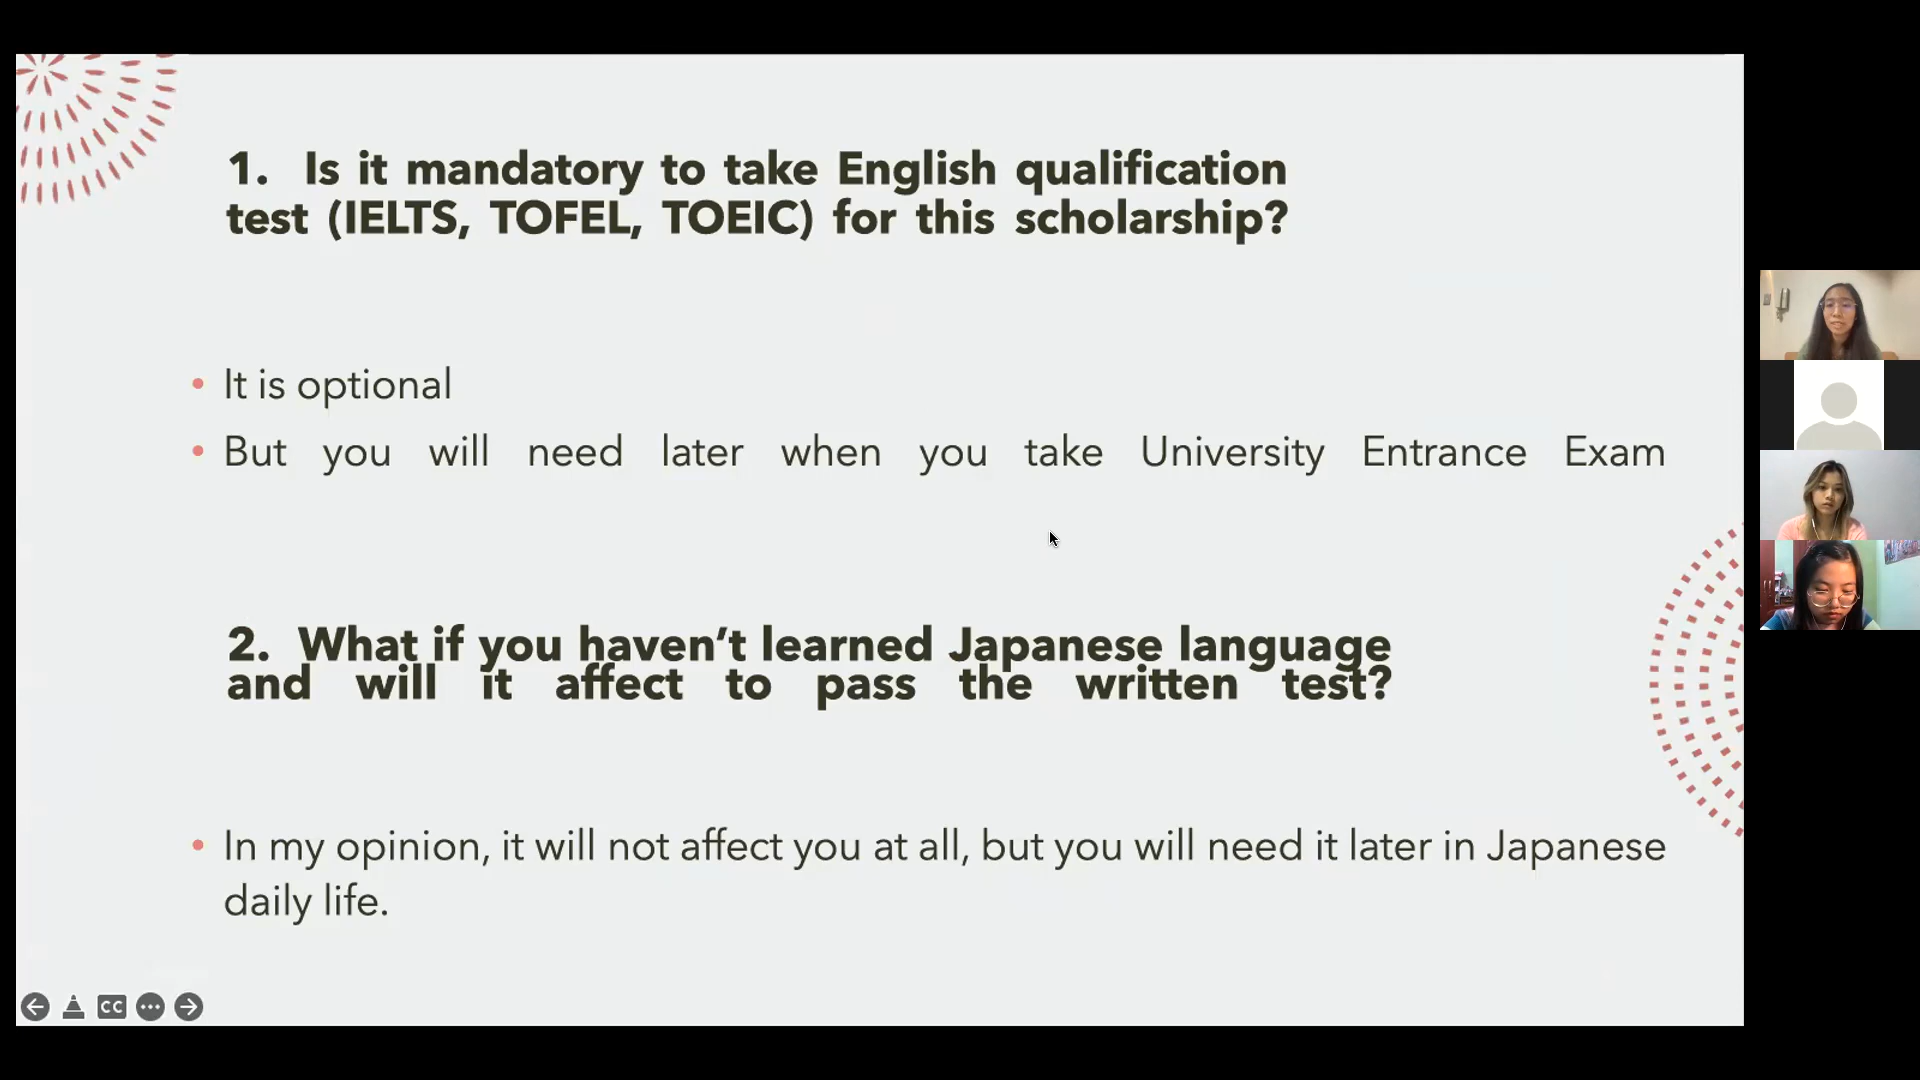 1. Is it mandatory to take English qualification
test (IELTS, TOFEL, TOEIC) for this scholarship?
• It is optional
• But you will need later when you take University Entrance Exam
2. What if you haven’t learned Japanese language
and will it affect to pass the written test?
• In my opinion, it will not affect you at all, but you will need it later in Japanese
daily life.
CC